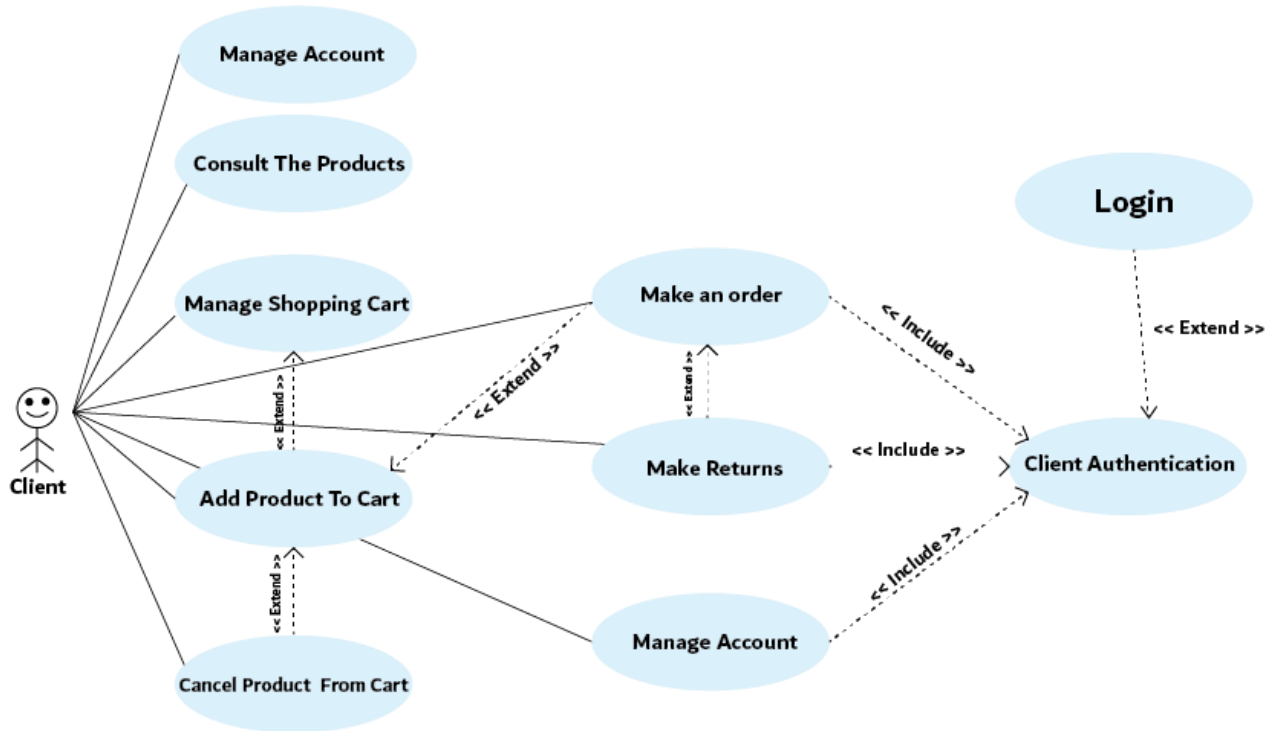 Manage Account
Consult The Products
Login
Manage Shopping Cart
Make an order
<< Include >>
<< Extend >>
<< Extend >>
<< Extend >>
<< Extend >>
Client
Add Product To Cart
Make Returns
<< Include >>
Client Authentication
<< Extend >>
<< Include >>
Manage Account
Cancel Product From Cart